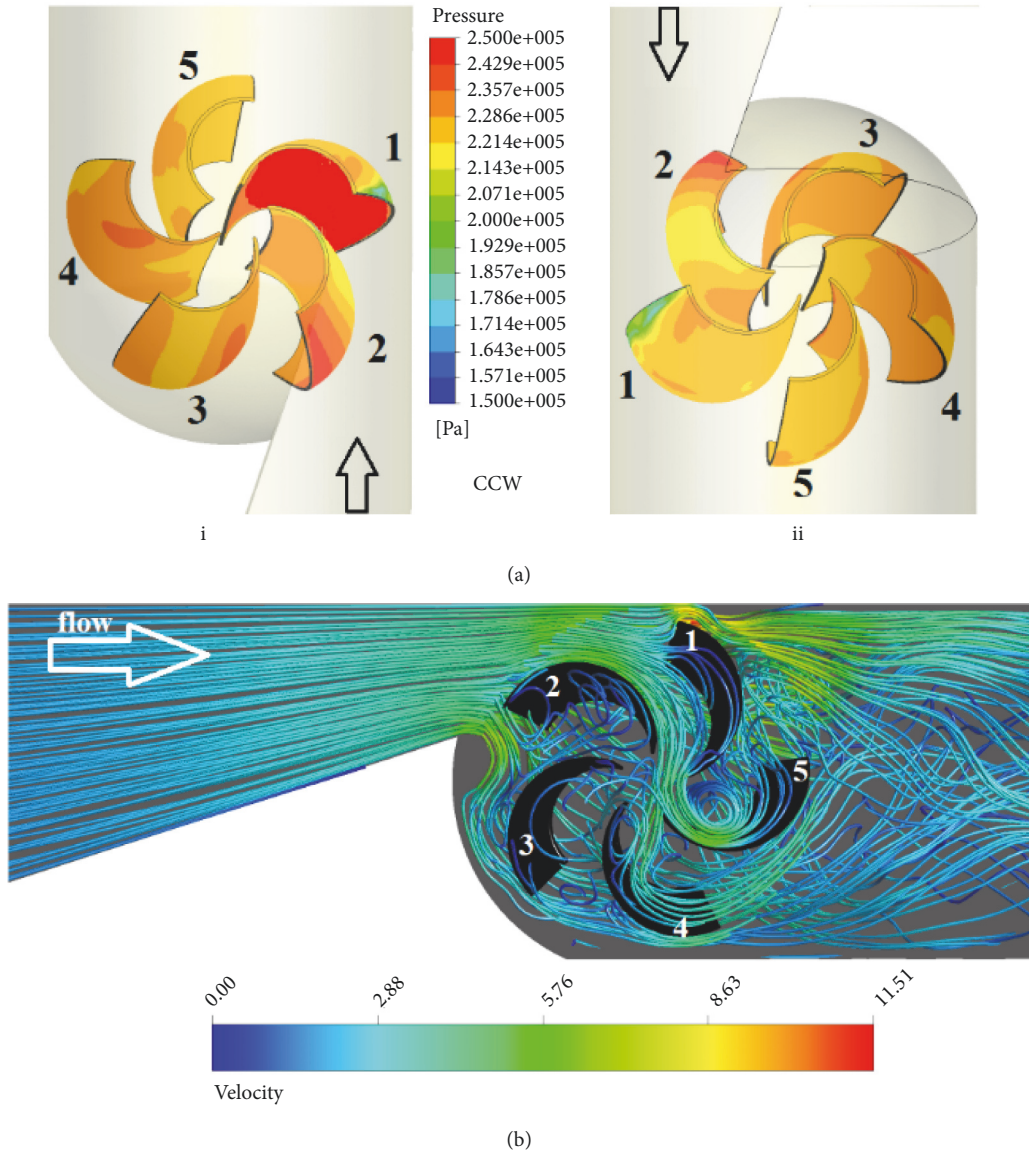 Pressure
2.500e+005
2.429e+005
2.357e+005
2.286e+005
2.214e+005
2.143e+005
2.071e+005
2.000e+005
1.929e+005
1.857e+005
1.786e+005
1.714e+005
1.643e+005
1.571e+005
1.500e+005
[Pa]
CCW
5
1
4
2
3
i
3
2
1
4
5
ii
(a)
flow
1
2
5
3
4
0.00 2.88 5.76 8.63 11.51
Velocity
(b)